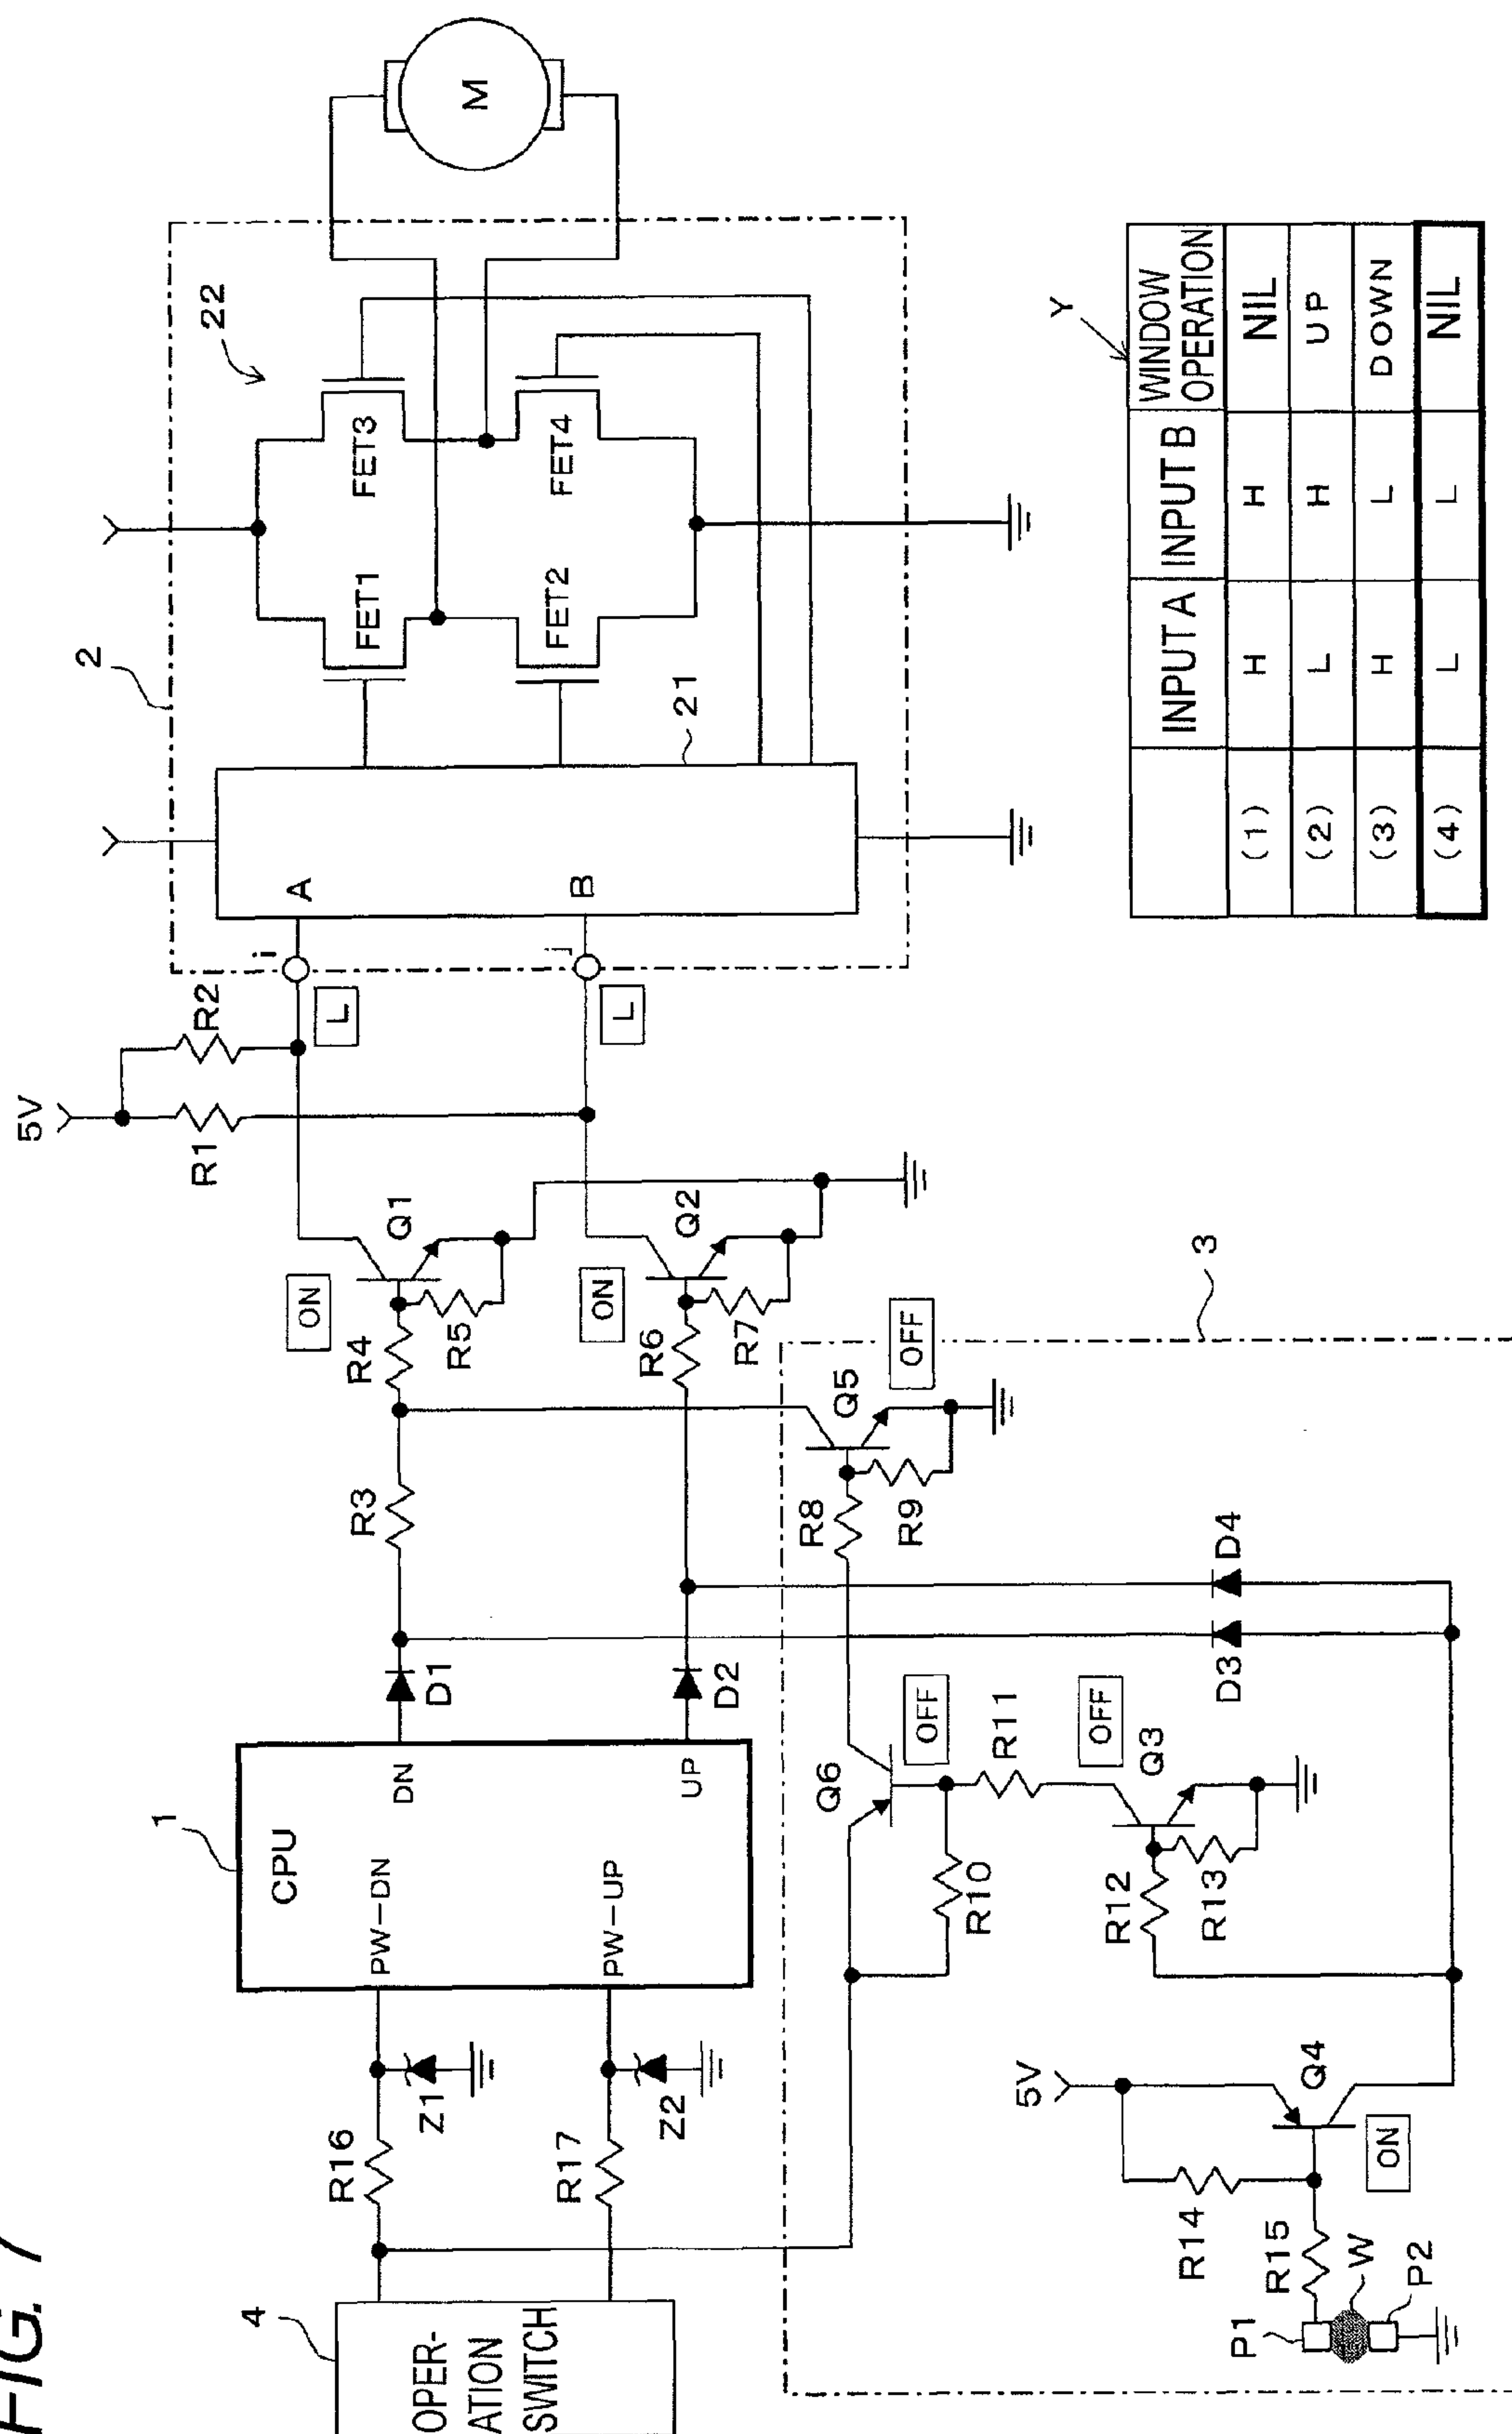 FIG. 7
4
OPER-
ATION
SWITCH
R16
R17
Z1
Z2
1
CPU
PW-DN
PW-UP
DN
UP
D1
D2
R3
R4
R5
R6
R7
ON
Q1
ON
Q2
5V
R1
R2
L
L
i
j
2
A
B
21
22
FET1
FET2
FET3
FET4
M
3
P1
P2
W
R15
R14
5V
Q4
ON
R10
Q6
OFF
R11
R12
R13
OFF
Q3
D3
D4
R8
R9
Q5
OFF
Y
INPUT A INPUT B WINDOW OPERATION
(1) H H NIL
(2) L H UP
(3) H L DOWN
(4) L L NIL